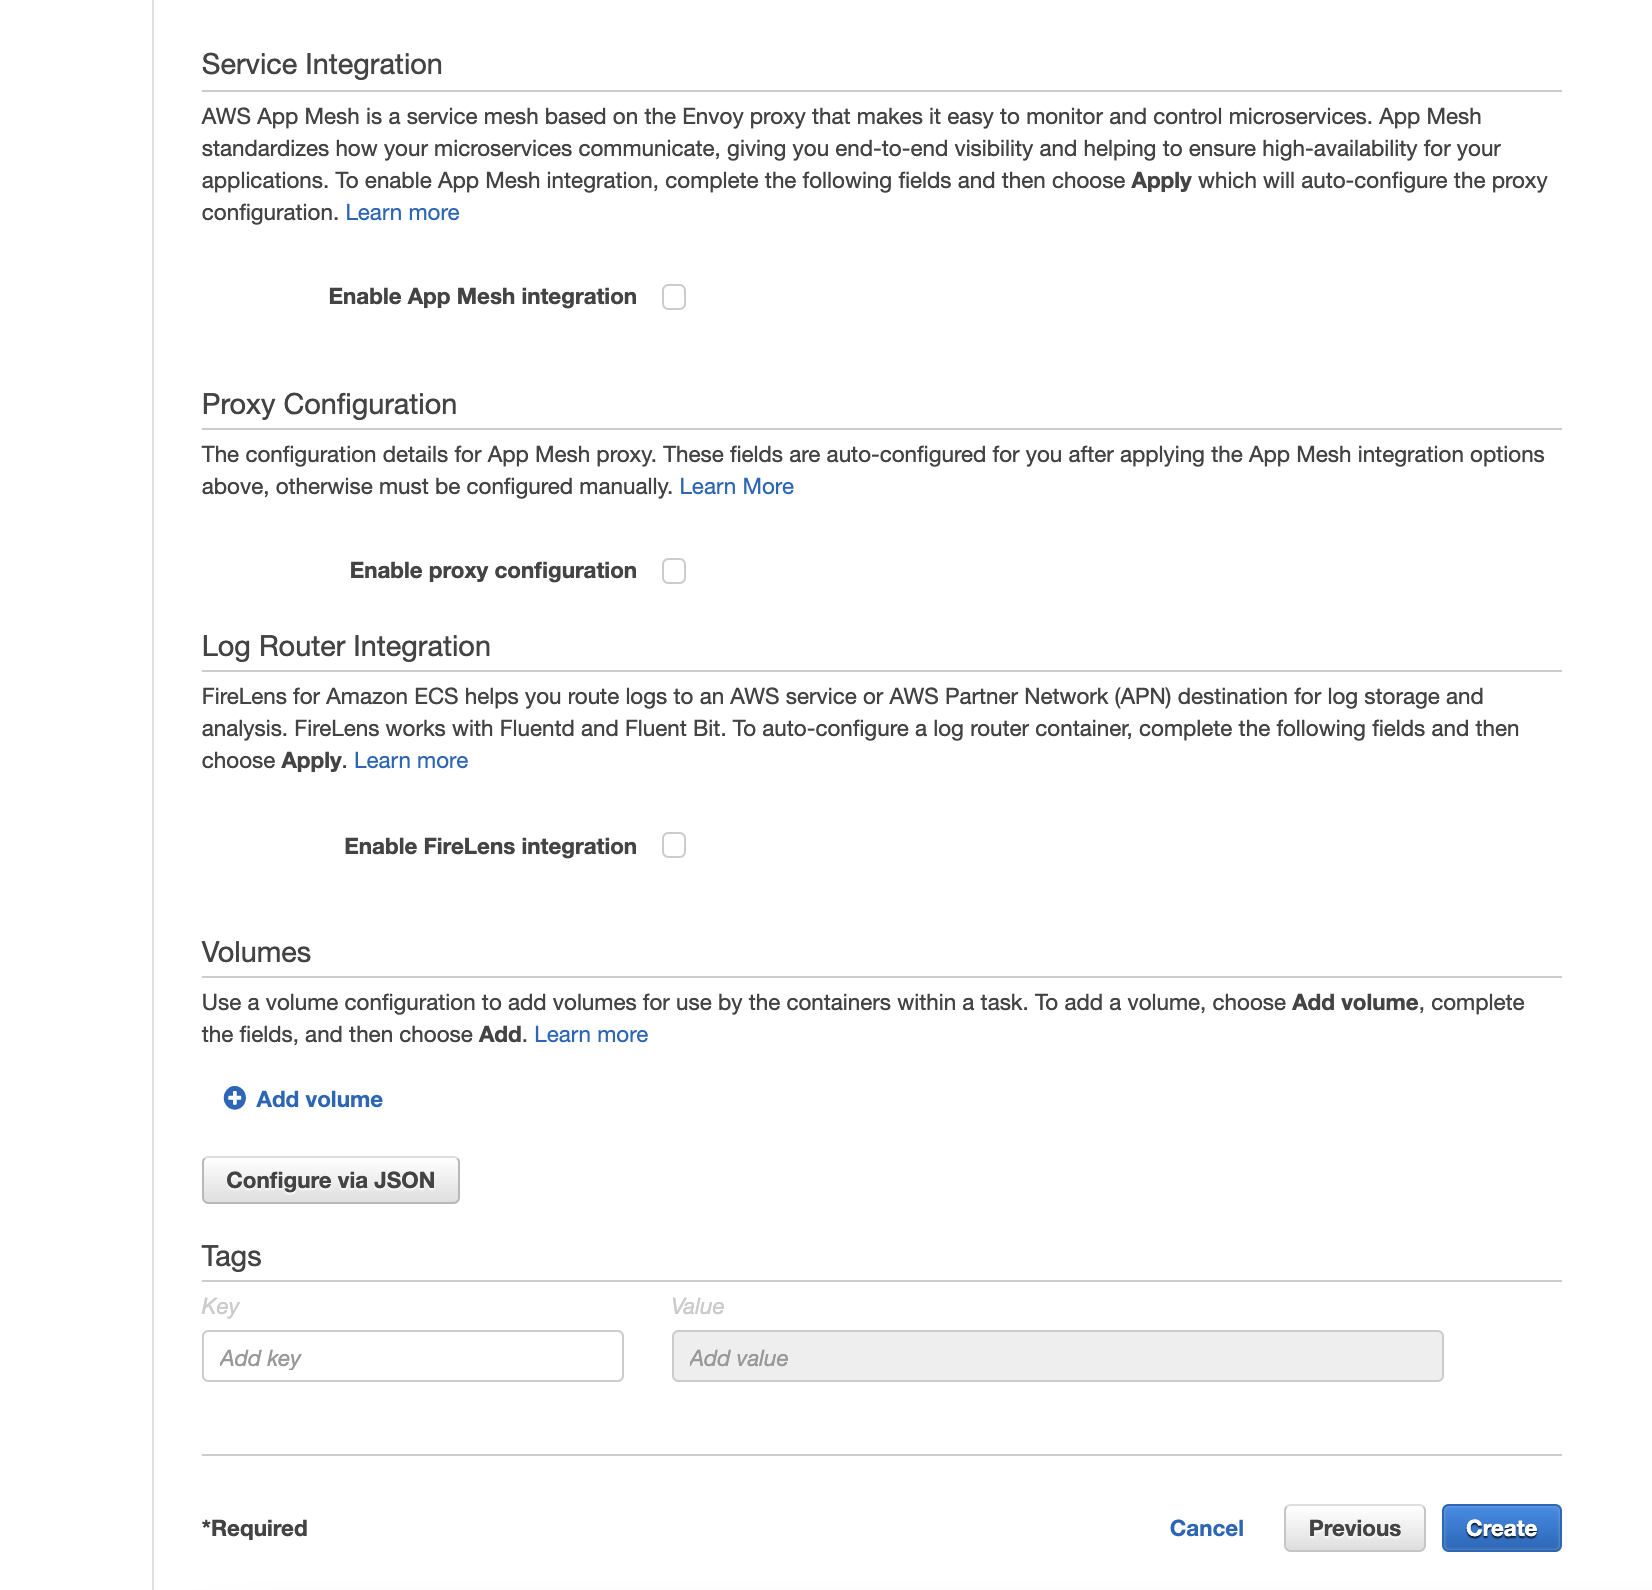 Service Integration
AWS App Mesh is a service mesh based on the Envoy proxy that makes it easy to monitor and control microservices. App Mesh
standardizes how your microservices communicate, giving you end-to-end visibility and helping to ensure high-availability for your
applications. To enable App Mesh integration, complete the following fields and then choose Apply which will auto-configure the proxy
configuration. Learn more
Enable App Mesh integration
Proxy Configuration
The configuration details for App Mesh proxy. These fields are auto-configured for you after applying the App Mesh integration options
above, otherwise must be configured manually. Learn More
Enable proxy configuration
Log Router Integration
FireLens for Amazon ECS helps you route logs to an AWS service or AWS Partner Network (APN) destination for log storage and
analysis. FireLens works with Fluentd and Fluent Bit. To auto-configure a log router container, complete the following fields and then
choose Apply. Learn more
Enable FireLens integration
Volumes
Use a volume configuration to add volumes for use by the containers within a task. To add a volume, choose Add volume, complete
the fields, and then choose Add. Learn more
Add volume
Configure via JSON
Tags
Key Value
Add key Add value
*Required Cancel Previous Create